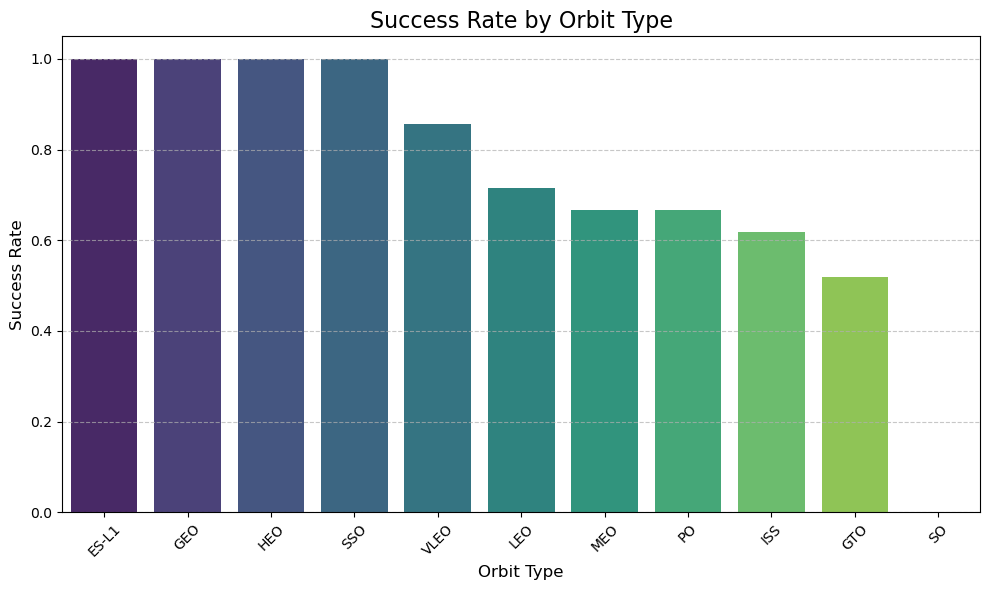 Success Rate by Orbit Type
Success Rate
1.0
0.8
0.6
0.4
0.2
0.0
ES-L1
GEO
HEO
SSO
VLEO
LEO
MEO
PO
ISS
GTO
SO
Orbit Type